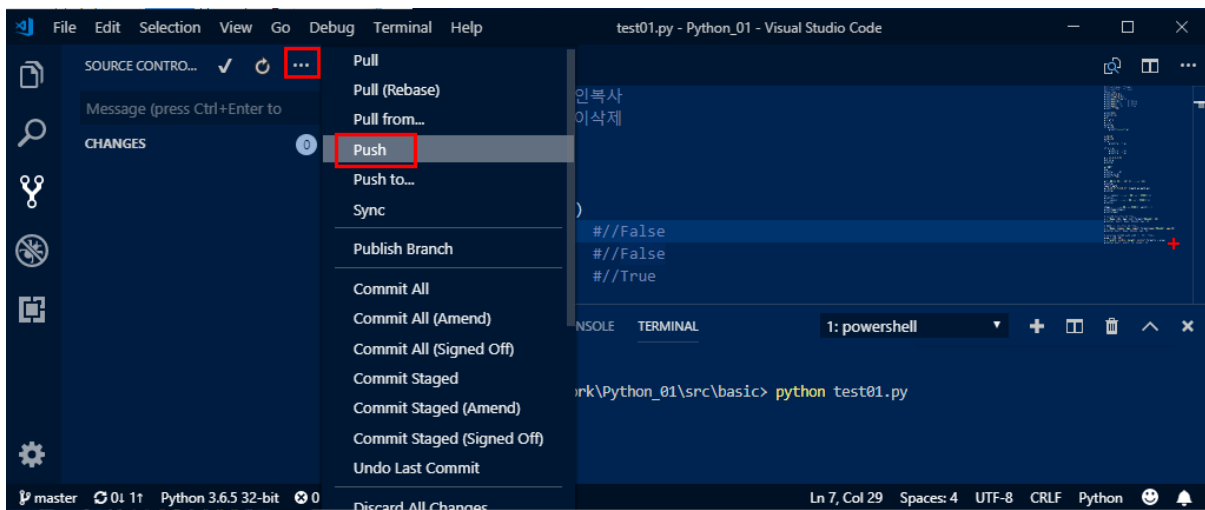 File Edit Selection View Go Debug Terminal Help
test01.py - Python_01 - Visual Studio Code
SOURCE CONTRO...
Message (press Ctrl+Enter to
CHANGES 0
Pull
Pull (Rebase)
Pull from...
Push
Push to...
Sync
Publish Branch
Commit All
Commit All (Amend)
Commit All (Signed Off)
Commit Staged
Commit Staged (Amend)
Commit Staged (Signed Off)
Undo Last Commit
Discard All Changes
인복사
이삭제
)
#//False
#//False
#//True
NSOLE TERMINAL 1: powershell
ork\Python_01\src\basic> python test01.py
master 0↓ 1↑ Python 3.6.5 32-bit 0
Ln 7, Col 29 Spaces: 4 UTF-8 CRLF Python